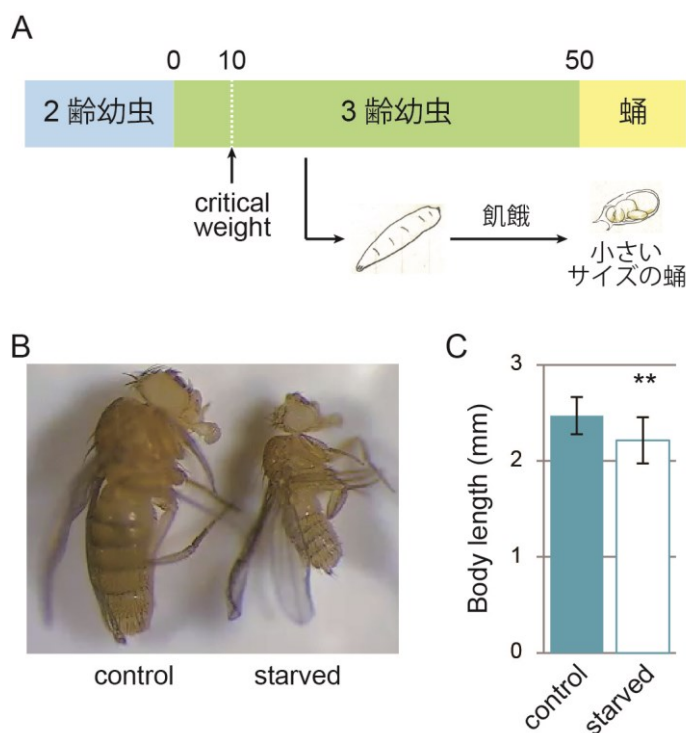 A
0 10 50
2 齢幼虫 3 齢幼虫 蛹
critical
weight
飢餓
小さい
サイズの蛹
B
control starved
C
Body length (mm)
3
**
2
1
0
control
starved